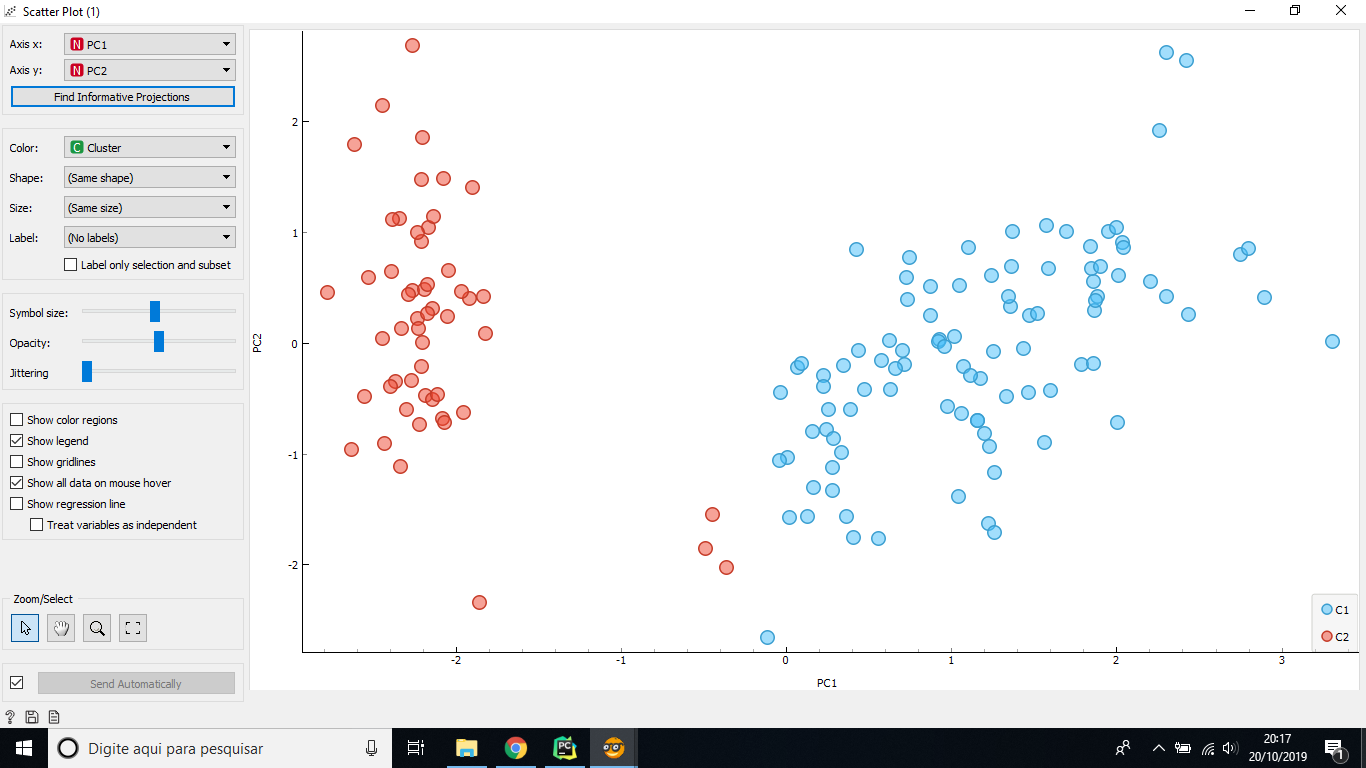 Scatter Plot (1)
Axis x: N PC1
Axis y: N PC2
Find Informative Projections
Color: C Cluster
Shape: (Same shape)
Size: (Same size)
Label: (No labels)
Label only selection and subset
Symbol size:
Opacity:
Jittering
Show color regions
Show legend
Show gridlines
Show all data on mouse hover
Show regression line
Treat variables as independent
Zoom/Select
Send Automatically
PC2
2
1
0
-1
-2
-2 -1 0 1 2 3
PC1
C1
C2
?
Digite aqui para pesquisar
PC
20:17
20/10/2019
1